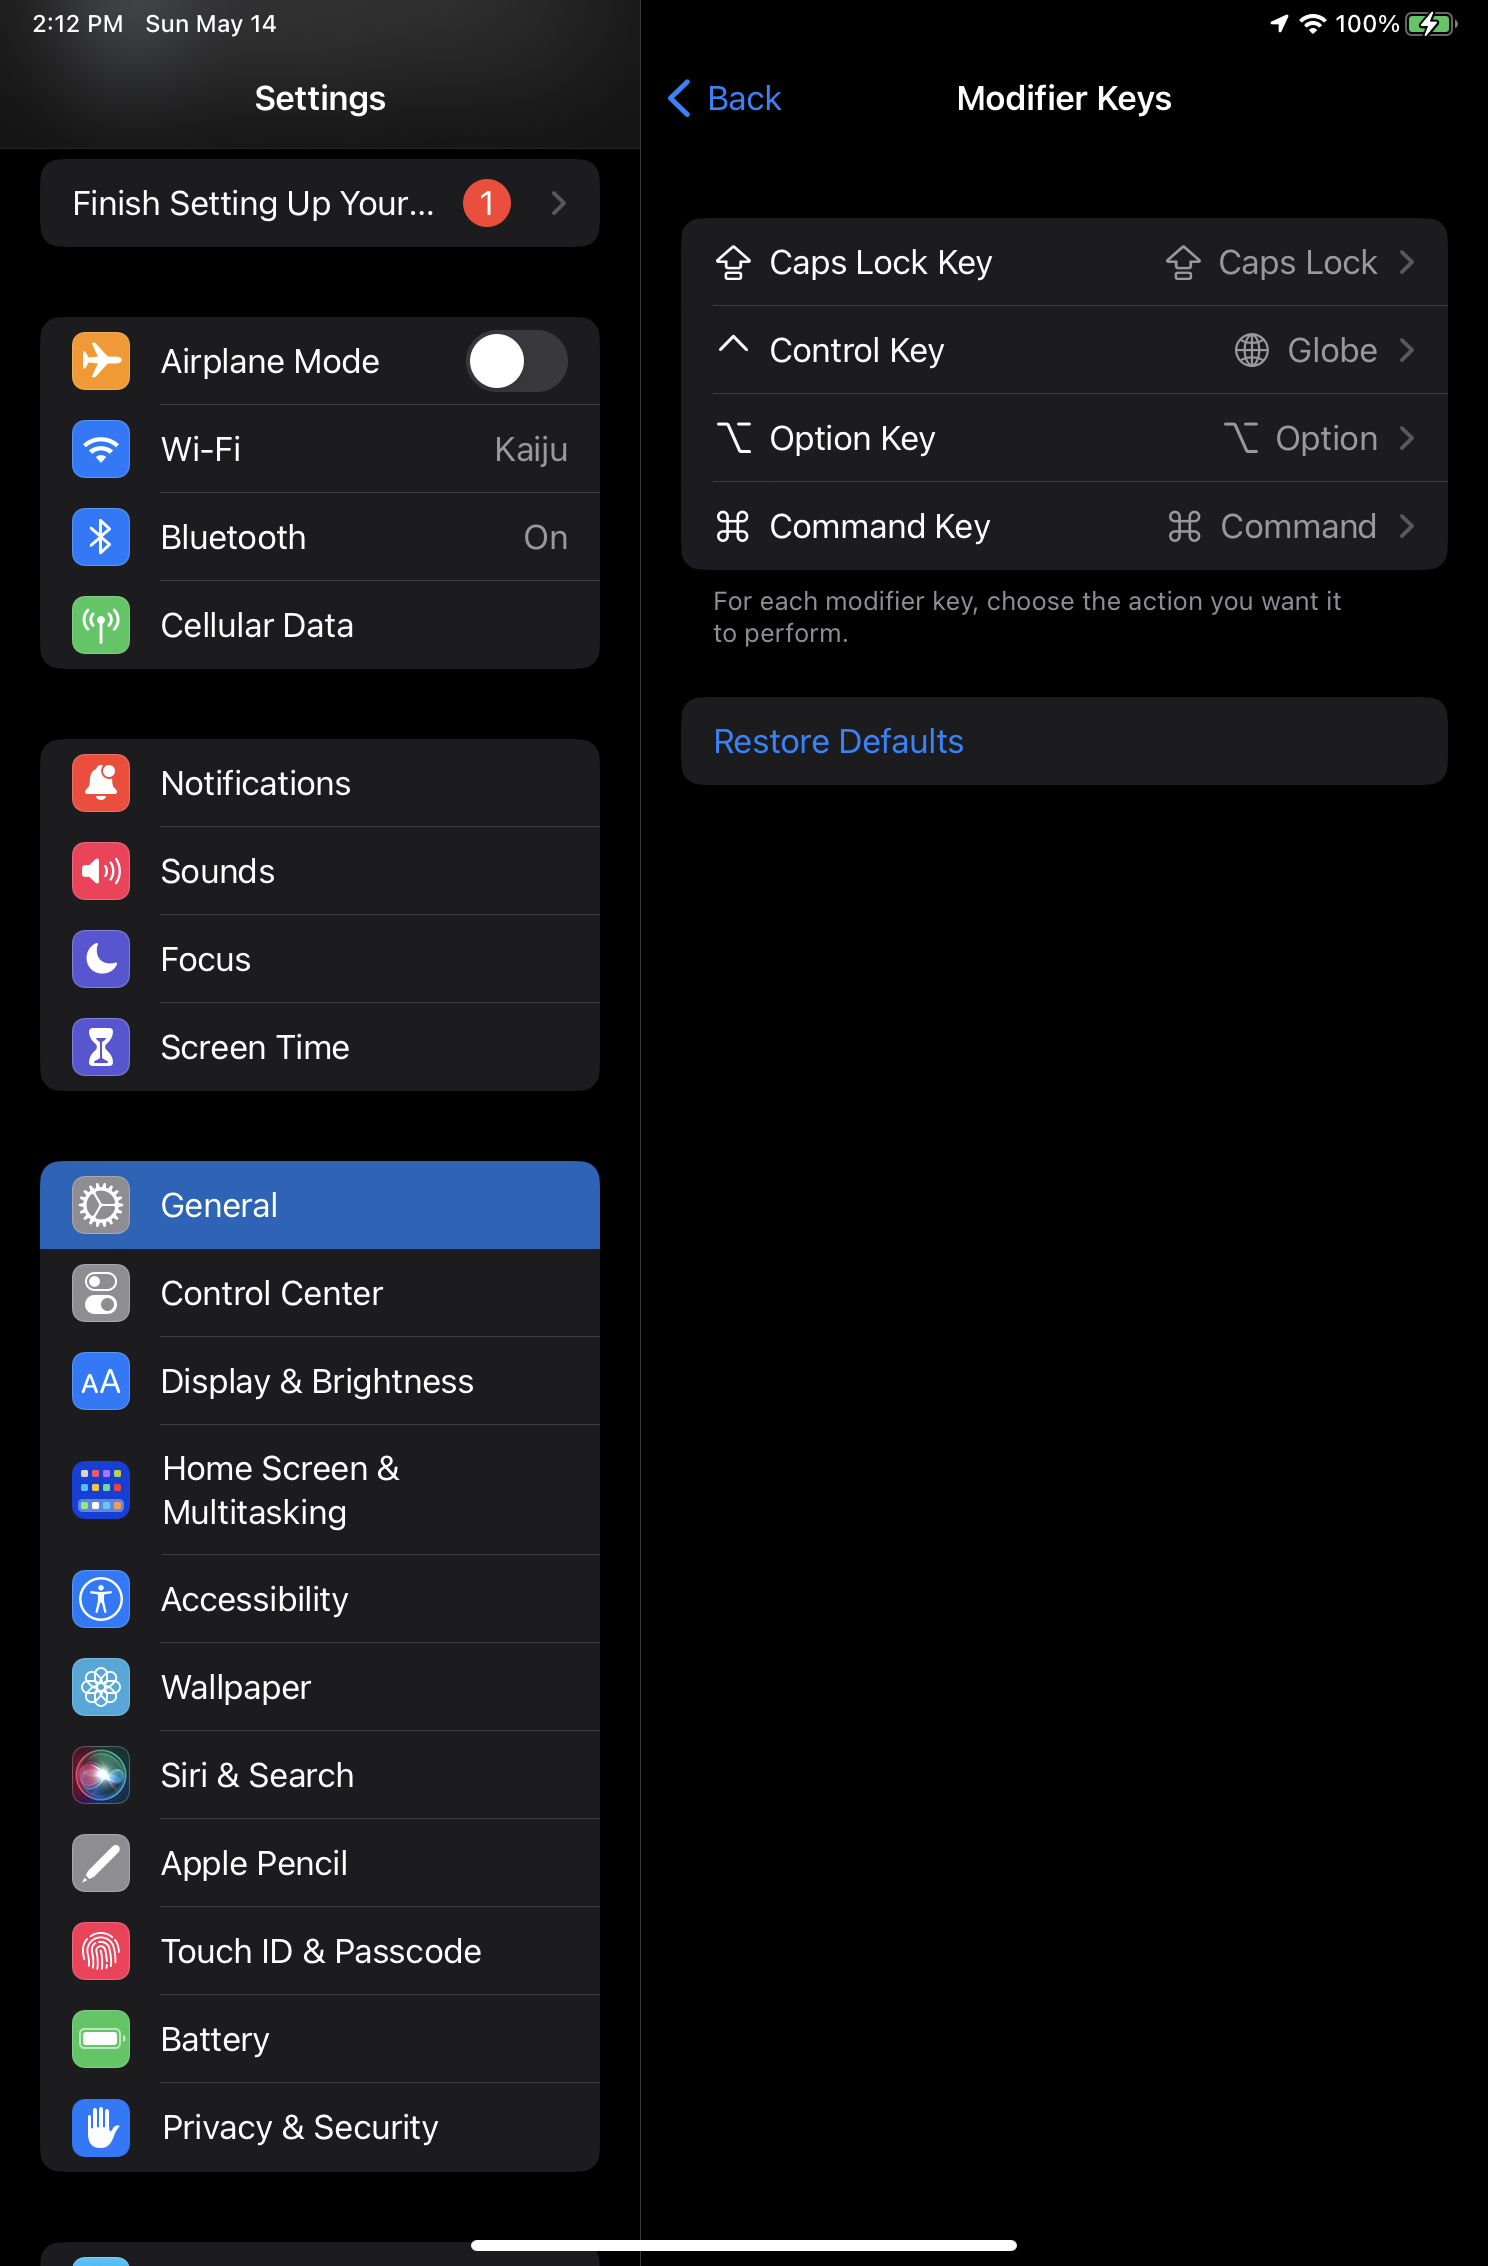 2:12 PM Sun May 14
100%
Settings
Finish Setting Up Your... 1
Airplane Mode
Wi-Fi Kaiju
Bluetooth On
Cellular Data
Notifications
Sounds
Focus
Screen Time
General
Control Center
AA Display & Brightness
Home Screen &
Multitasking
Accessibility
Wallpaper
Siri & Search
Apple Pencil
Touch ID & Passcode
Battery
Privacy & Security
Back Modifier Keys
Caps Lock Key Caps Lock
Control Key Globe
Option Key Option
Command Key Command
For each modifier key, choose the action you want it
to perform.
Restore Defaults